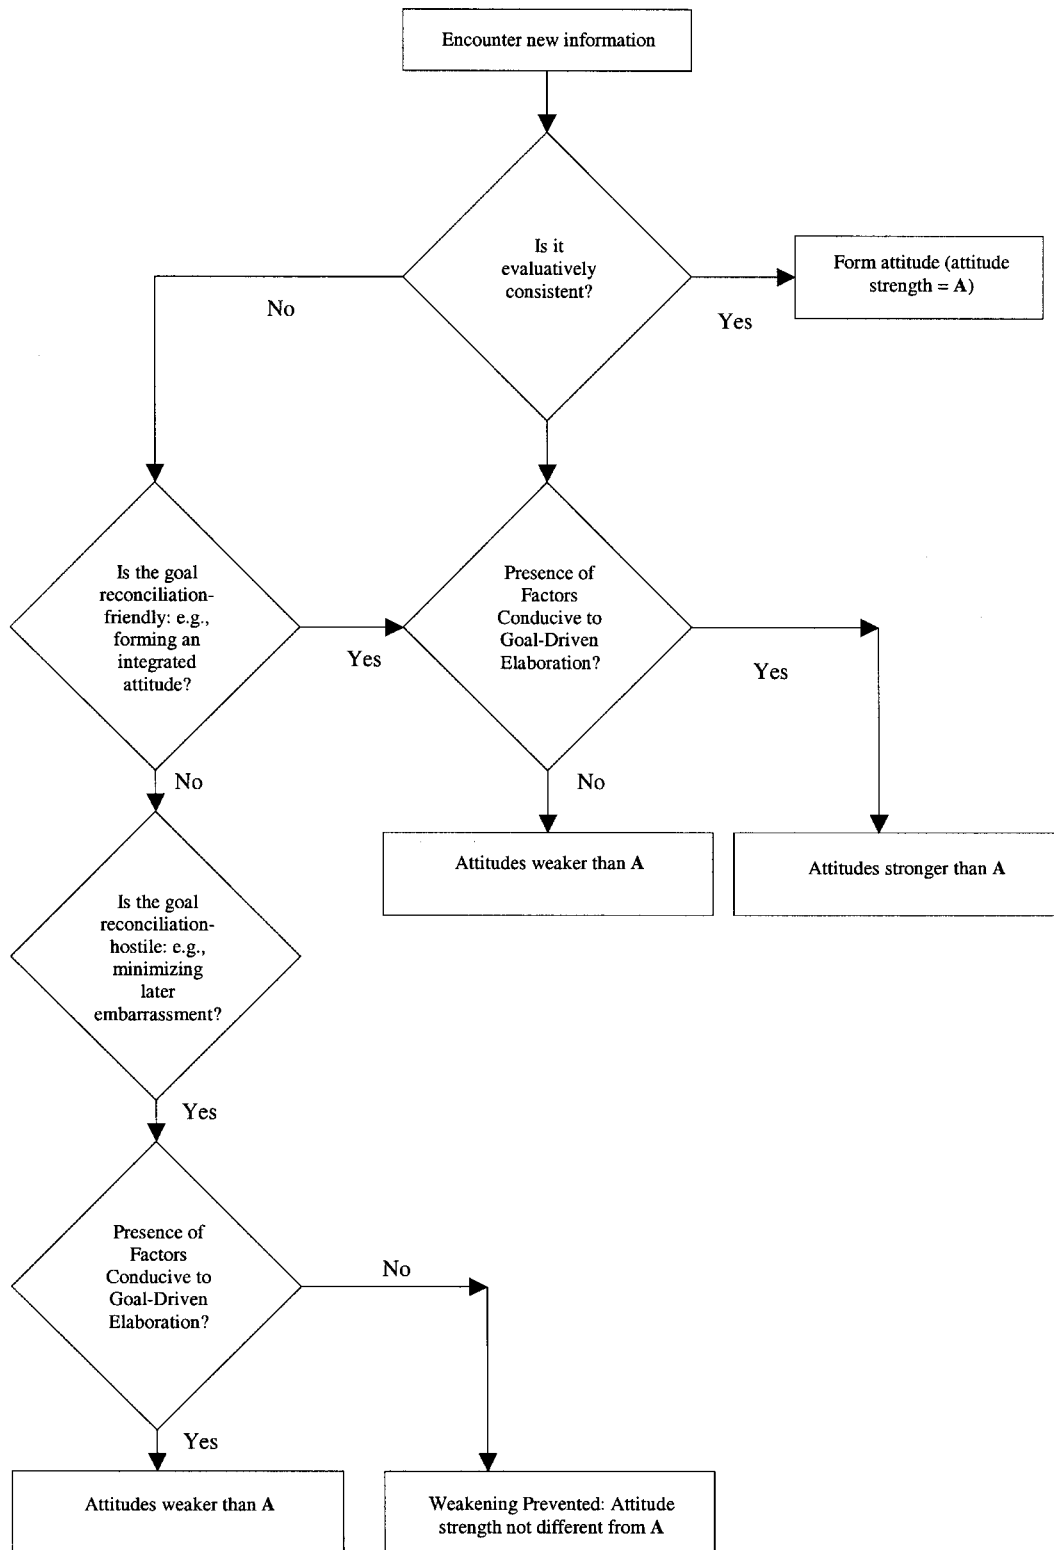 Encounter new information
Is it
evaluatively
consistent?
Form attitude (attitude
strength = A)
No
Yes
Is the goal
reconciliation-
friendly: e.g.,
forming an
integrated
attitude?
Presence of
Factors
Conducive to
Goal-Driven
Elaboration?
Yes
Yes
No
No
Attitudes weaker than A
Attitudes stronger than A
Is the goal
reconciliation-
hostile: e.g.,
minimizing
later
embarrassment?
Yes
Presence of
Factors
Conducive to
Goal-Driven
Elaboration?
No
Yes
Attitudes weaker than A
Weakening Prevented: Attitude
strength not different from A